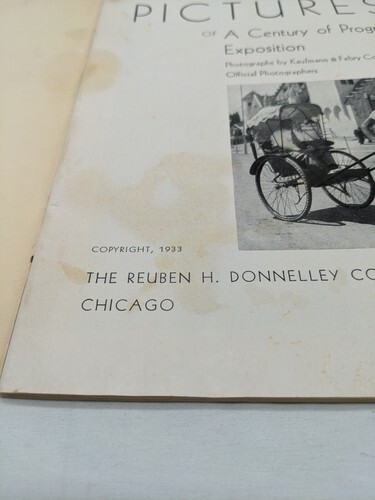 PICTURES
OF A Century of Progr
Exposition
Photographs by Kaufmann & Fabry Co
Official Photographers
COPYRIGHT, 1933
THE REUBEN H. DONNELLEY CO
CHICAGO